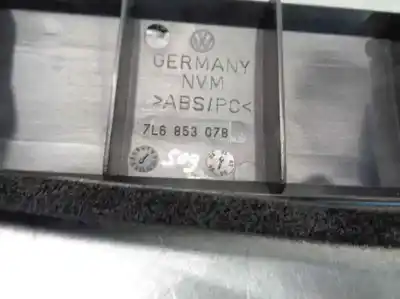 GERMANY
NVM
>ABS/PC<
7L6 853 078